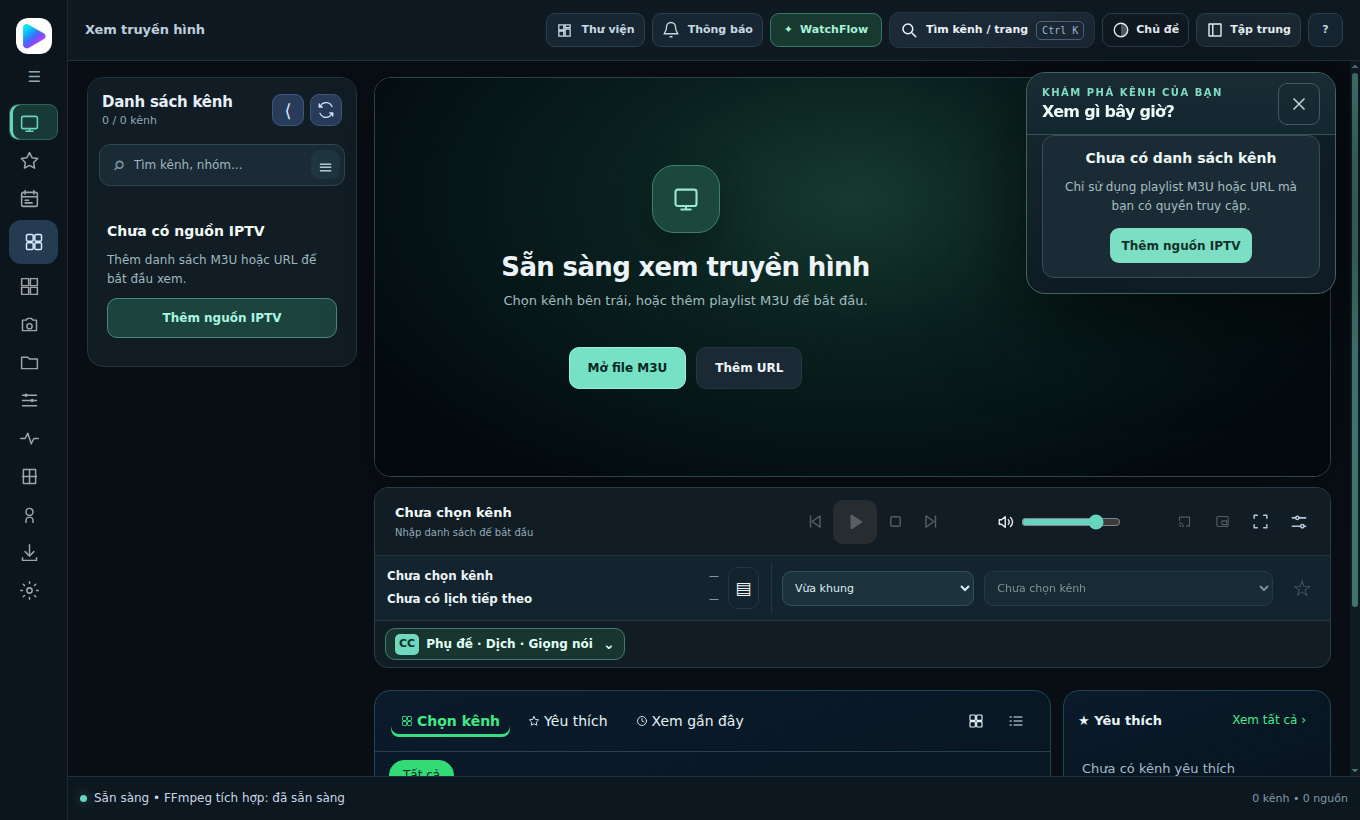 Xem truyền hình
Thư viện
Thông báo
✦ WatchFlow
Tìm kênh / trang
Ctrl K
Chủ đề
Tập trung
?
Danh sách kênh
0 / 0 kênh
Tìm kênh, nhóm...
Chưa có nguồn IPTV
Thêm danh sách M3U hoặc URL để
bắt đầu xem.
Thêm nguồn IPTV
Sẵn sàng xem truyền hình
Chọn kênh bên trái, hoặc thêm playlist M3U để bắt đầu.
Mở file M3U
Thêm URL
KHÁM PHÁ KÊNH CỦA BẠN
Xem gì bây giờ?
Chưa có danh sách kênh
Chỉ sử dụng playlist M3U hoặc URL mà
bạn có quyền truy cập.
Thêm nguồn IPTV
Chưa chọn kênh
Nhập danh sách để bắt đầu
Chưa chọn kênh —
Chưa có lịch tiếp theo —
Vừa khung
Chưa chọn kênh
CC Phụ đề · Dịch · Giọng nói
Chọn kênh
Yêu thích
Xem gần đây
★ Yêu thích
Xem tất cả ›
Tất cả
Chưa có kênh yêu thích
Sẵn sàng • FFmpeg tích hợp: đã sẵn sàng
0 kênh • 0 nguồn